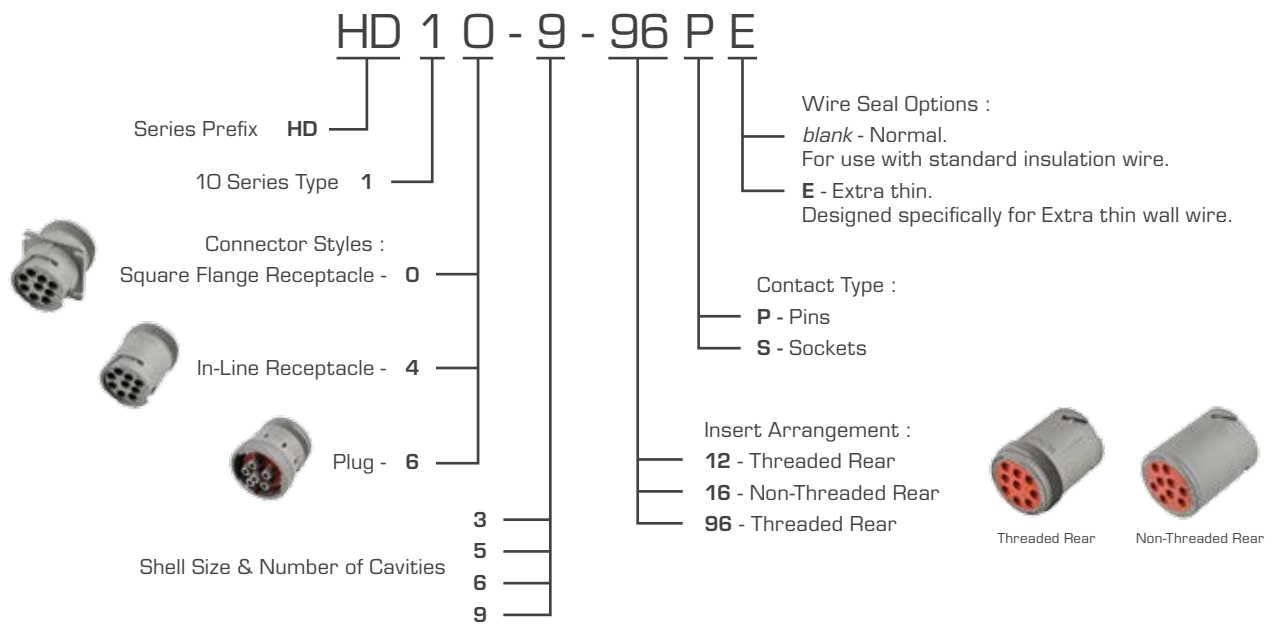 HD 1 0 - 9 - 96 P E
Series Prefix HD
10 Series Type 1
Connector Styles :
Square Flange Receptacle - 0
In-Line Receptacle - 4
Plug - 6
Shell Size & Number of Cavities
3
5
6
9
Wire Seal Options :
blank - Normal.
For use with standard insulation wire.
E - Extra thin.
Designed specifically for Extra thin wall wire.
Contact Type :
P - Pins
S - Sockets
Insert Arrangement :
12 - Threaded Rear
16 - Non-Threaded Rear
96 - Threaded Rear
Threaded Rear
Non-Threaded Rear